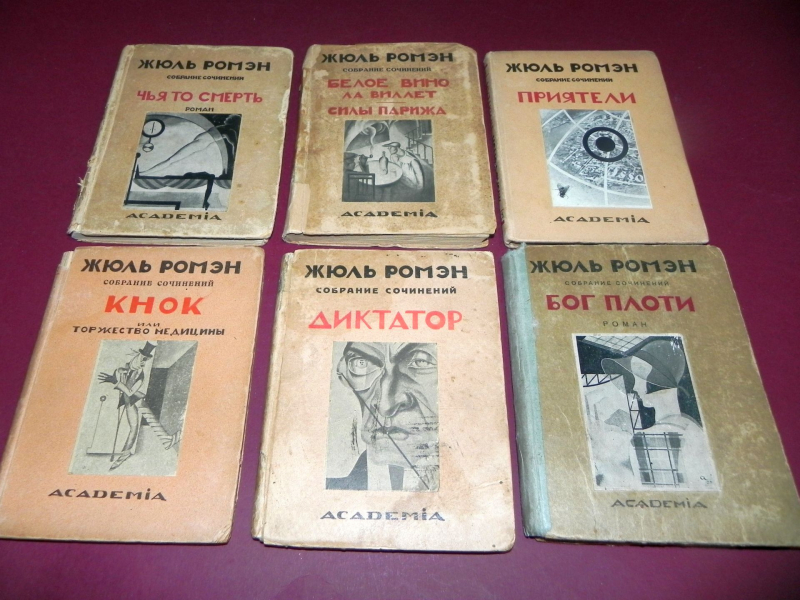 ЖЮЛЬ РОМЭН
СОБРАНИЕ СОЧИНЕНИЙ
ЧЬЯ ТО СМЕРТЬ
РОМАН
ACADEMIA
ЖЮЛЬ РОМЭН
СОБРАНИЕ СОЧИНЕНИЙ
БЕЛОЕ ВИНО
ЛА ВИЛЛЕТ
СИЛЫ ПАРИЖА
ACADEMIA
ЖЮЛЬ РОМЭН
СОБРАНИЕ СОЧИНЕНИЙ
ПРИЯТЕЛИ
ACADEMIA
ЖЮЛЬ РОМЭН
СОБРАНИЕ СОЧИНЕНИЙ
КНОК
ИЛИ
ТОРЖЕСТВО МЕДИЦИНЫ
ACADEMIA
ЖЮЛЬ РОМЭН
СОБРАНИЕ СОЧИНЕНИЙ
ДИКТАТОР
ACADEMIA
ЖЮЛЬ РОМЭН
СОБРАНИЕ СОЧИНЕНИЙ
БОГ ПЛОТИ
РОМАН
ACADEMIA